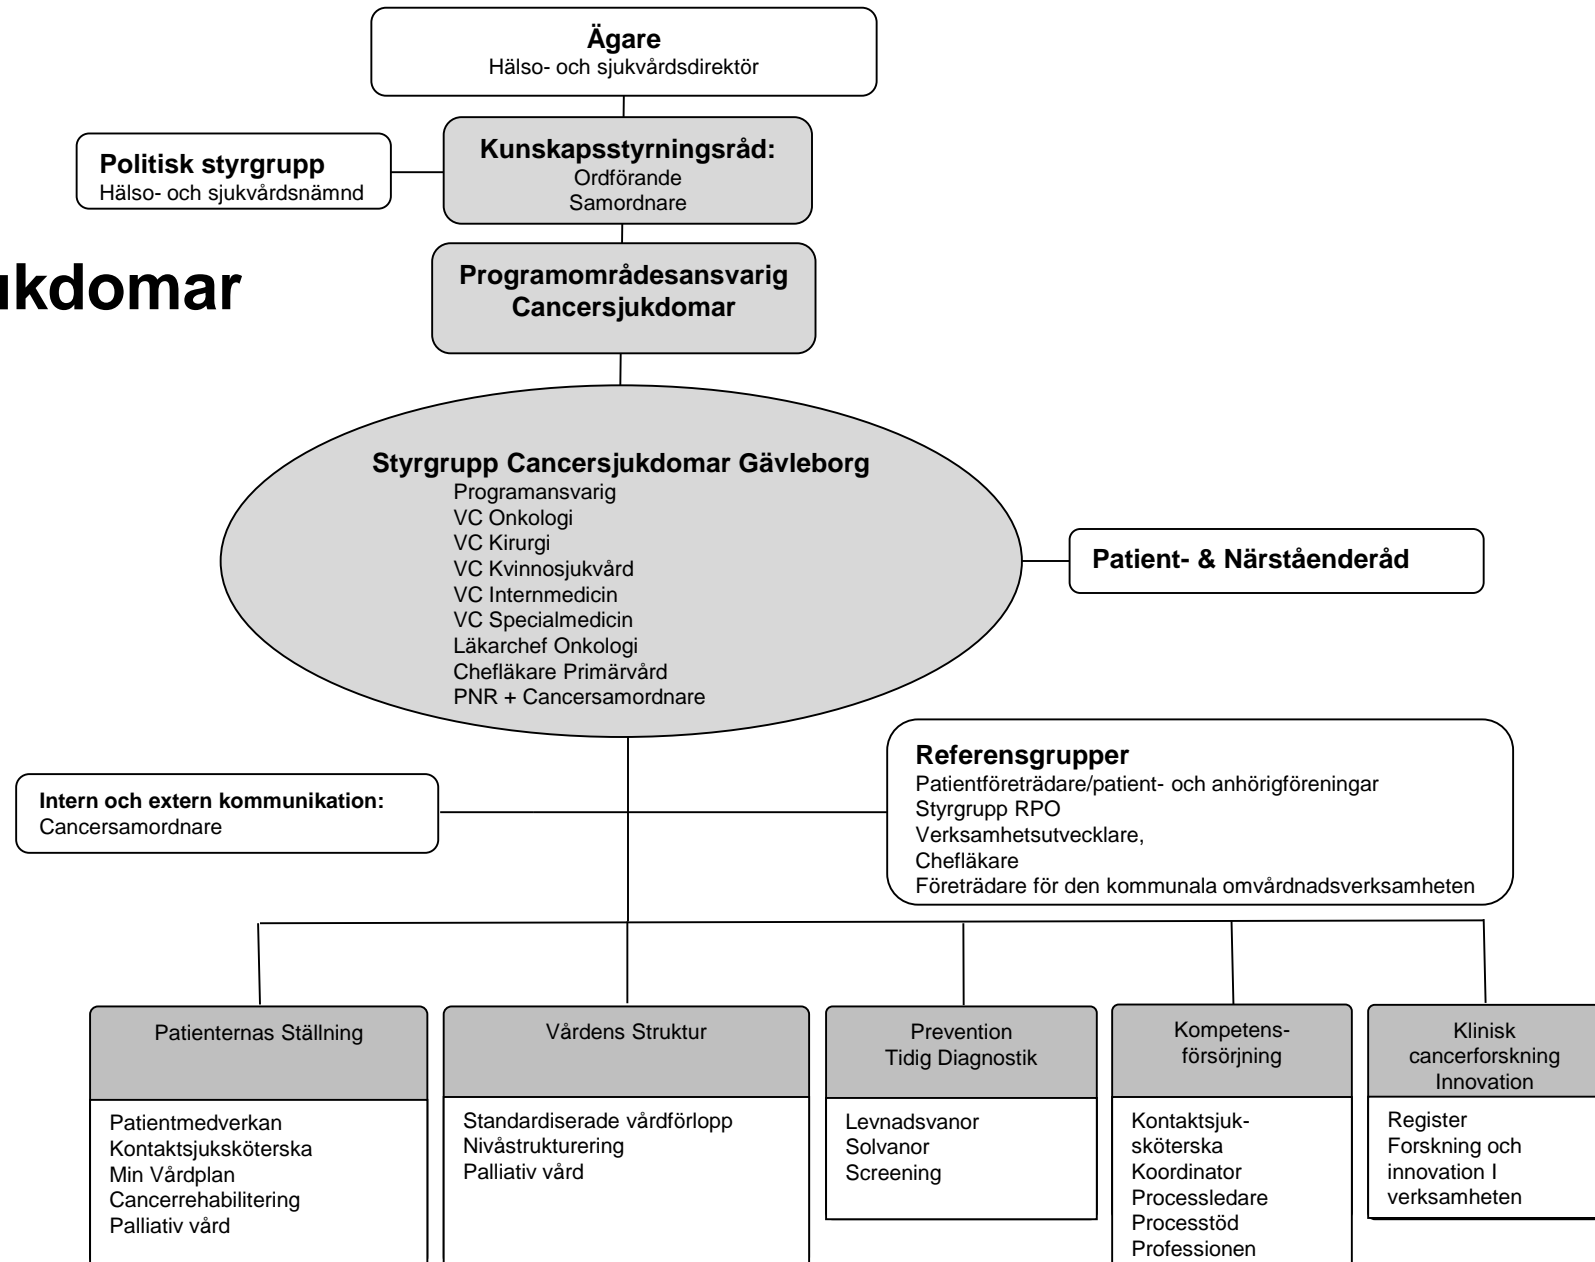 Ägare
Hälso- och sjukvårdsdirektör
Politisk styrgrupp
Hälso- och sjukvårdsnämnd
Kunskapsstyrningsråd:
Ordförande
Samordnare
ukdomar
Programområdesansvarig
Cancersjukdomar
Styrgrupp Cancersjukdomar Gävleborg
Programansvarig
VC Onkologi
VC Kirurgi
VC Kvinnosjukvård
VC Internmedicin
VC Specialmedicin
Läkarchef Onkologi
Chefläkare Primärvård
PNR + Cancersamordnare
Patient- & Närståenderåd
Intern och extern kommunikation:
Cancersamordnare
Referensgrupper
Patientföreträdare/patient- och anhörigföreningar
Styrgrupp RPO
Verksamhetsutvecklare,
Chefläkare
Företrädare för den kommunala omvårdnadsverksamheten
Patienternas Ställning
Patientmedverkan
Kontaktsjuksköterska
Min Vårdplan
Cancerrehabilitering
Palliativ vård
Vårdens Struktur
Standardiserade vårdförlopp
Nivåstrukturering
Palliativ vård
Prevention
Tidig Diagnostik
Levnadsvanor
Solvanor
Screening
Kompetens-
försörjning
Kontaktsjuk-
sköterska
Koordinator
Processledare
Processtöd
Professionen
Klinisk
cancerforskning
Innovation
Register
Forskning och
innovation I
verksamheten